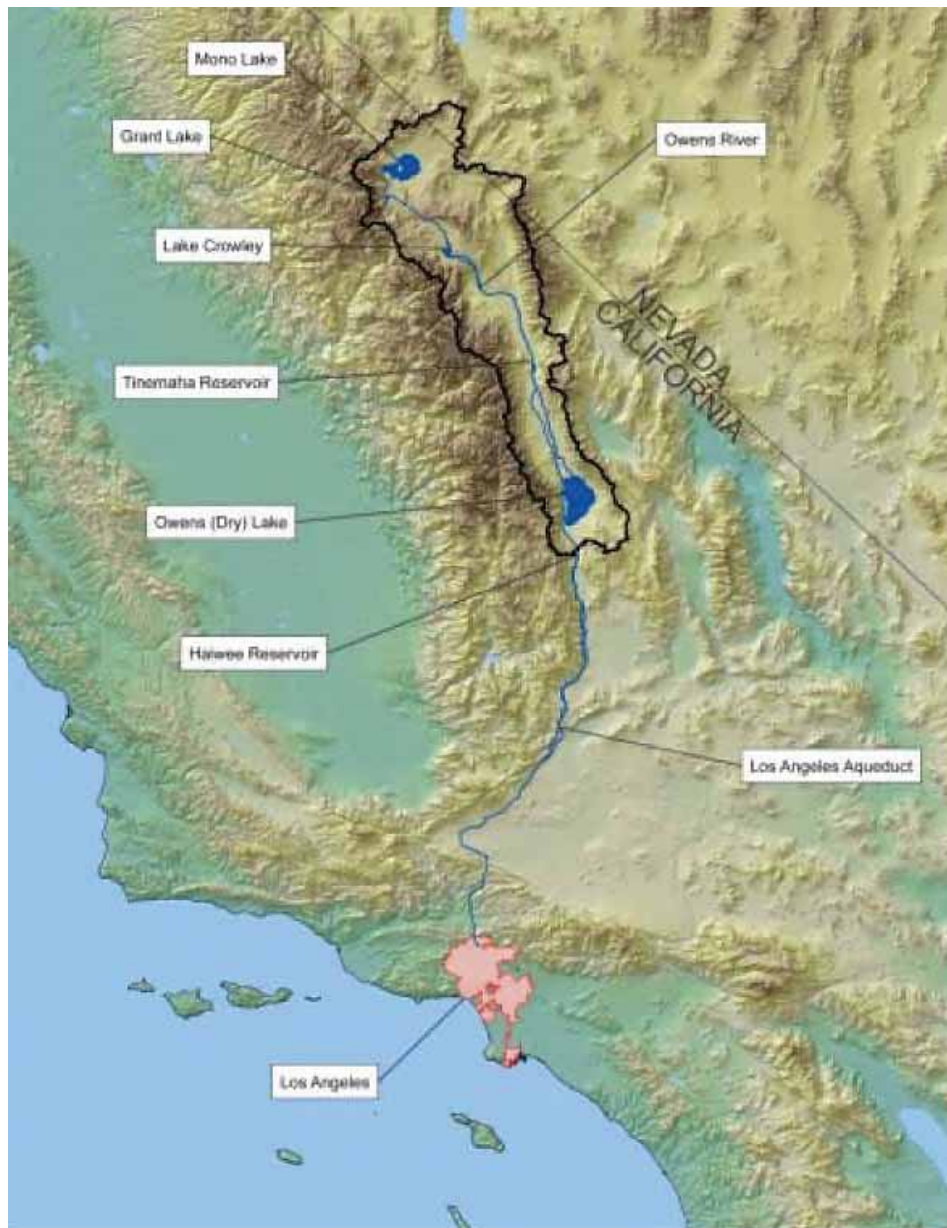 Mono Lake
Grant Lake
Owens River
Lake Crowley
NEVADA
CALIFORNIA
Tinemaha Reservoir
Owens (Dry) Lake
Haiwee Reservoir
Los Angeles Aqueduct
Los Angeles